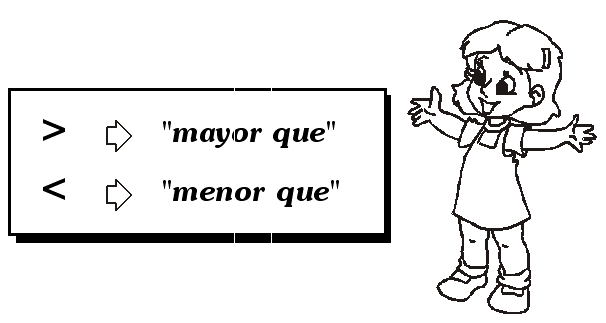 > ⇨ "mayor que"
< ⇨ "menor que"